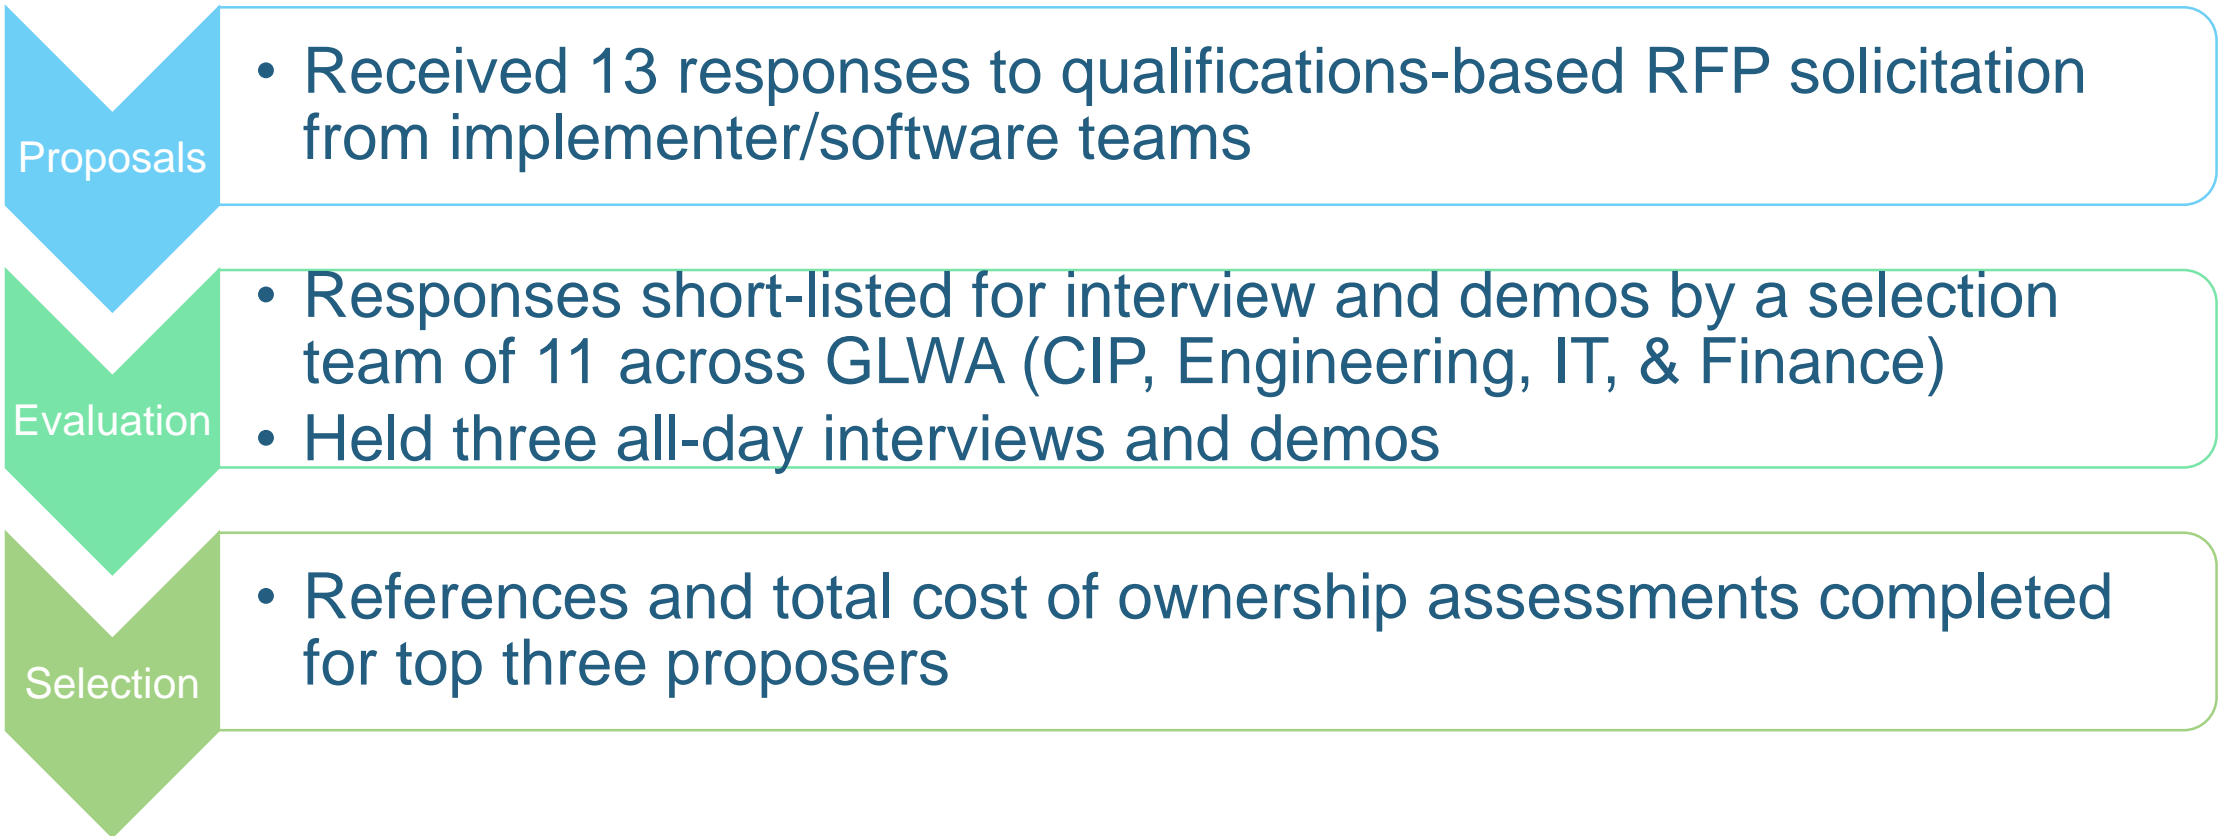 Proposals
• Received 13 responses to qualifications-based RFP solicitation
from implementer/software teams
Evaluation
• Responses short-listed for interview and demos by a selection
team of 11 across GLWA (CIP, Engineering, IT, & Finance)
• Held three all-day interviews and demos
Selection
• References and total cost of ownership assessments completed
for top three proposers